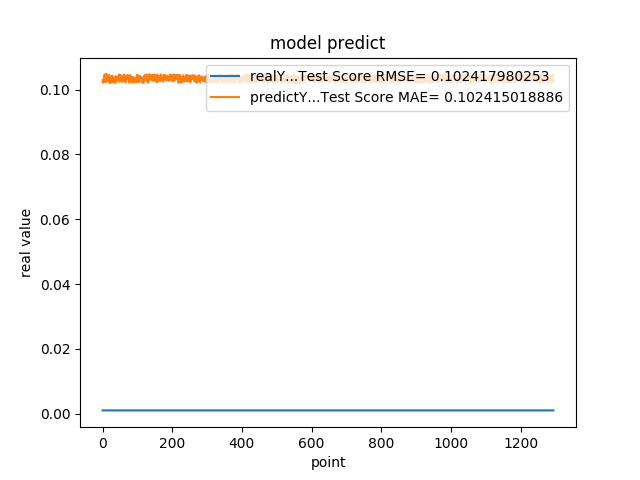 model predict
realY...Test Score RMSE= 0.102417980253
predictY...Test Score MAE= 0.102415018886
real value
0.10
0.08
0.06
0.04
0.02
0.00
0 200 400 600 800 1000 1200
point